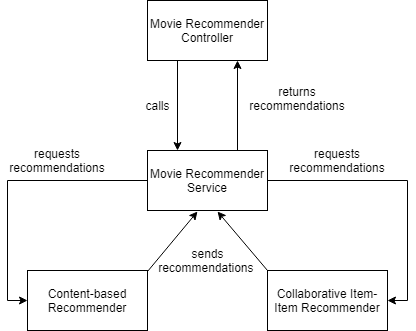 Movie Recommender
Controller
calls
returns
recommendations
requests
recommendations
Movie Recommender
Service
requests
recommendations
sends
recommendations
Content-based
Recommender
Collaborative Item-
Item Recommender